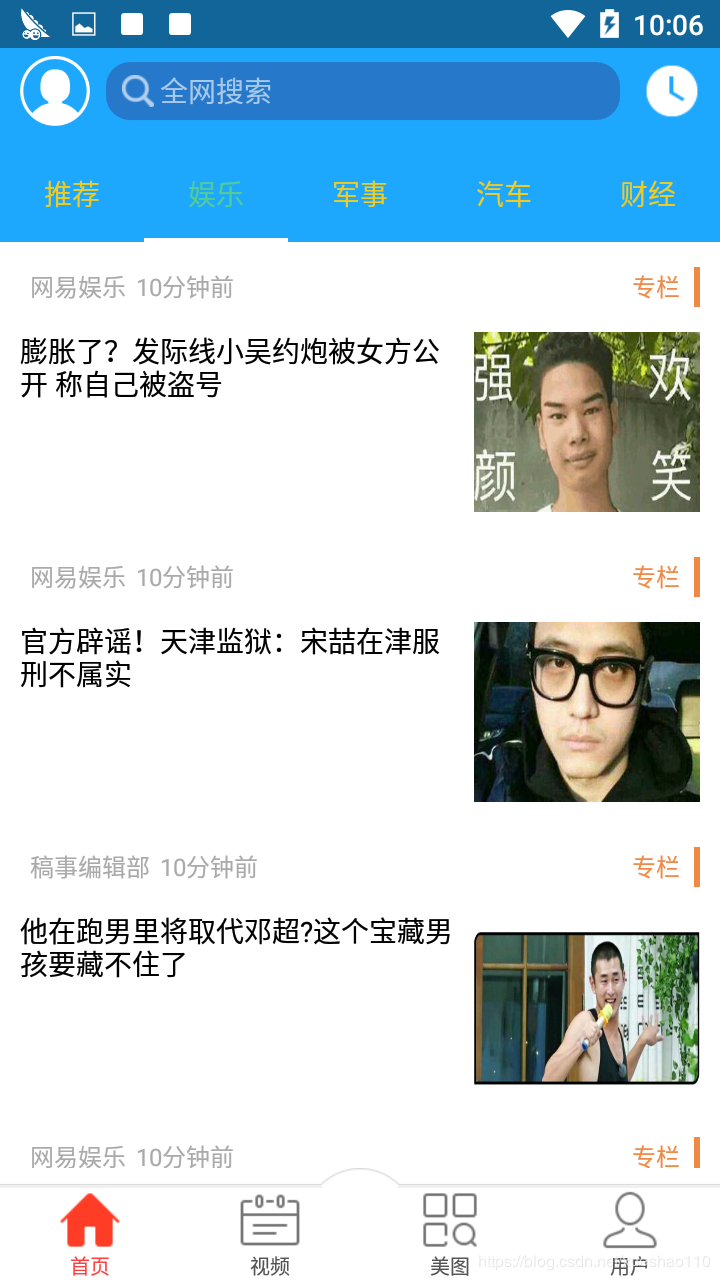 10:06
全网搜索
推荐 娱乐 军事 汽车 财经
网易娱乐 10分钟前 专栏
膨胀了？发际线小吴约炮被女方公
开 称自己被盗号
强 欢
颜 笑
网易娱乐 10分钟前 专栏
官方辟谣！天津监狱：宋喆在津服
刑不属实
稿事编辑部 10分钟前 专栏
他在跑男里将取代邓超?这个宝藏男
孩要藏不住了
网易娱乐 10分钟前 专栏
首页 视频 美图 用户